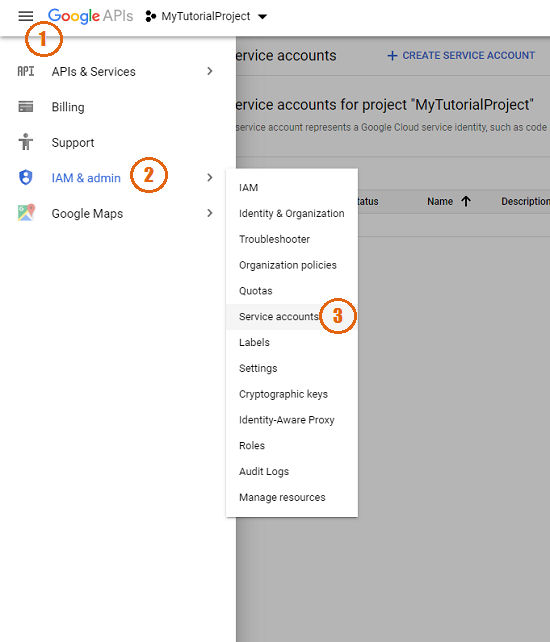 Google APIs MyTutorialProject
1
API APIs & Services
Billing
Support
IAM & admin 2
Google Maps
ervice accounts + CREATE SERVICE ACCOUNT
ervice accounts for project "MyTutorialProject"
service account represents a Google Cloud service identity, such as code
tatus Name Description
IAM
Identity & Organization
Troubleshooter
Organization policies
Quotas
Service accounts 3
Labels
Settings
Cryptographic keys
Identity-Aware Proxy
Roles
Audit Logs
Manage resources